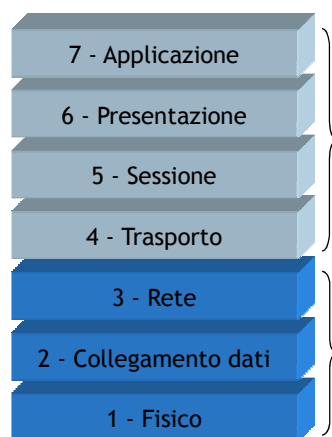 7 - Applicazione
6 - Presentazione
5 - Sessione
4 - Trasporto
3 - Rete
2 - Collegamento dati
1 - Fisico